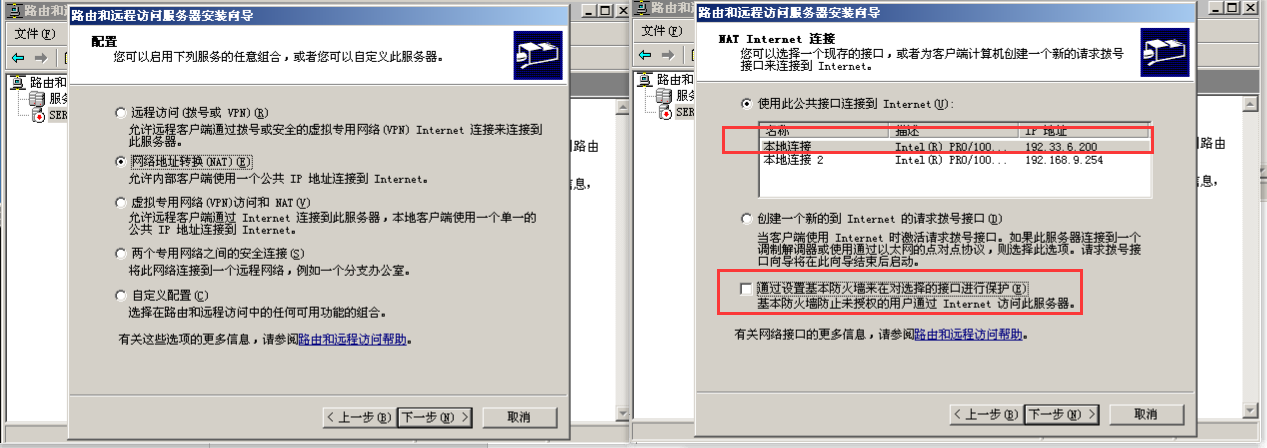 路由和
路由和远程访问服务器安装向导
文件(F)
配置
您可以启用下列服务的任意组合，或者您可以自定义此服务器。
路由和
服务
SER
远程访问(拨号或 VPN)(R)
允许远程客户端通过拨号或安全的虚拟专用网络(VPN) Internet 连接来连接到
此服务器。
网络地址转换(NAT)(E)
允许内部客户端使用一个公共 IP 地址连接到 Internet。
虚拟专用网络(VPN)访问和 NAT(V)
允许远程客户端通过 Internet 连接到此服务器，本地客户端使用一个单一的
公共 IP 地址连接到 Internet。
两个专用网络之间的安全连接(S)
将此网络连接到一个远程网络，例如一个分支办公室。
自定义配置(C)
选择在路由和远程访问中的任何可用功能的组合。
有关这些选项的更多信息，请参阅路由和远程访问帮助。
路由
信息，
< 上一步(B)
下一步(N) >
取消
路由和
路由和远程访问服务器安装向导
文件(F)
NAT Internet 连接
您可以选择一个现存的接口，或者为客户端计算机创建一个新的请求拨号
接口来连接到 Internet。
路由和
服务
SER
使用此公共接口连接到 Internet(U):
名称 描述 IP 地址
本地连接 Intel(R) PRO/100... 192.33.6.200
本地连接 2 Intel(R) PRO/100... 192.168.9.254
创建一个新的到 Internet 的请求拨号接口(D)
当客户端使用 Internet 时激活请求拨号接口。如果此服务器连接到一个
调制解调器或使用通过以太网的点对点协议，则选择此选项。请求拨号接
口向导将在此向导结束后启动。
通过设置基本防火墙来在对选择的接口进行保护(E)
基本防火墙防止未授权的用户通过 Internet 访问此服务器。
有关网络接口的更多信息，请参阅路由和远程访问帮助。
路由
信息，
< 上一步(B)
下一步(N) >
取消